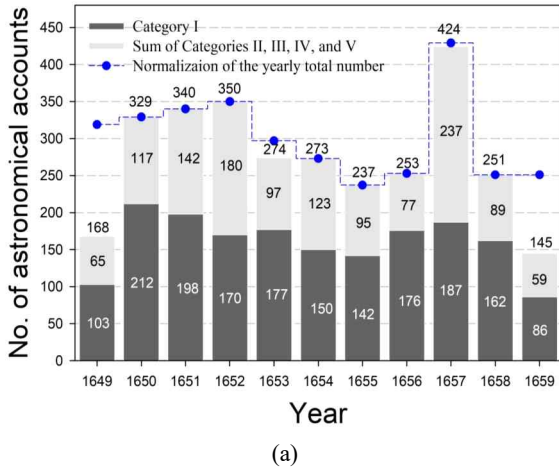 No. of astronomical accounts
450
400
350
300
250
200
150
100
50
0
Category I
Sum of Categories II, III, IV, and V
Normalizaion of the yearly total number
168 329 340 350 274 273 237 253 424 251 145
65 117 142 180 97 123 95 77 237 89 59
103 212 198 170 177 150 142 176 187 162 86
1649 1650 1651 1652 1653 1654 1655 1656 1657 1658 1659
Year
(a)